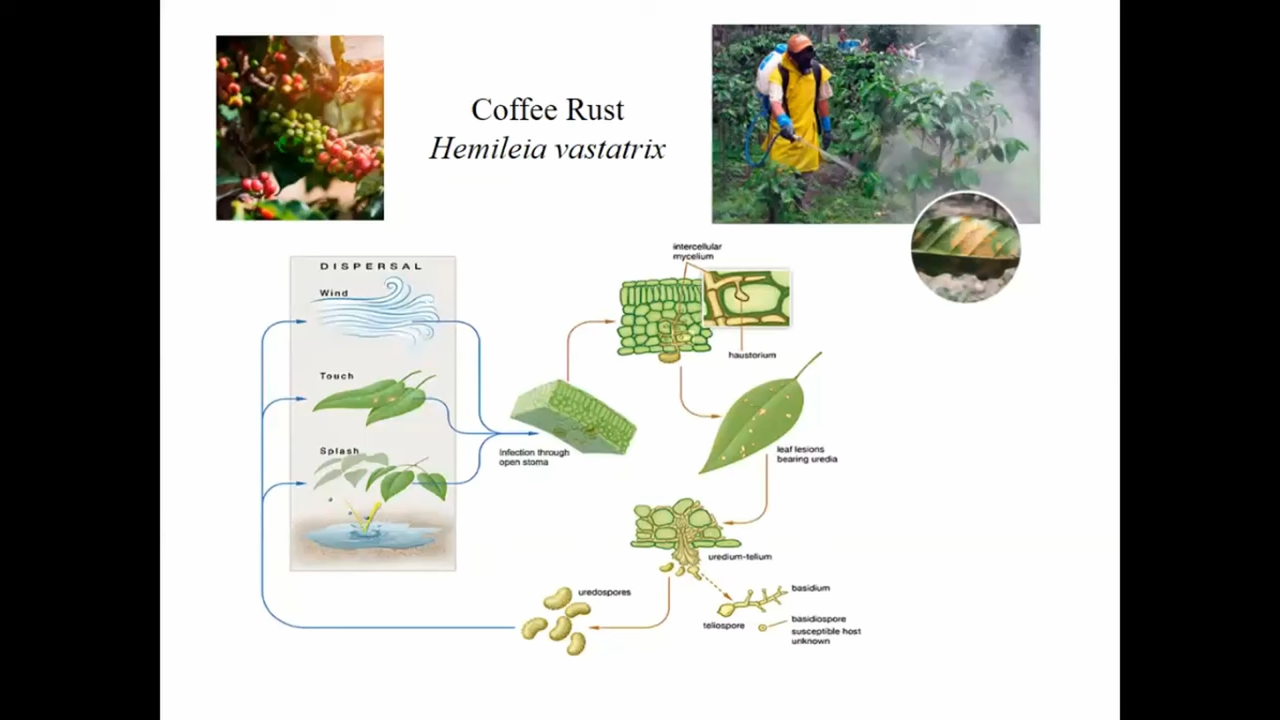 Coffee Rust
Hemileia vastatrix
DISPERSAL
Wind
Touch
Splash
Infection through
open stoma
intercellular
mycelium
haustorium
leaf lesions
bearing uredia
uredium-telium
basidium
teliospore
basidiospore
susceptible host
unknown
uredospores